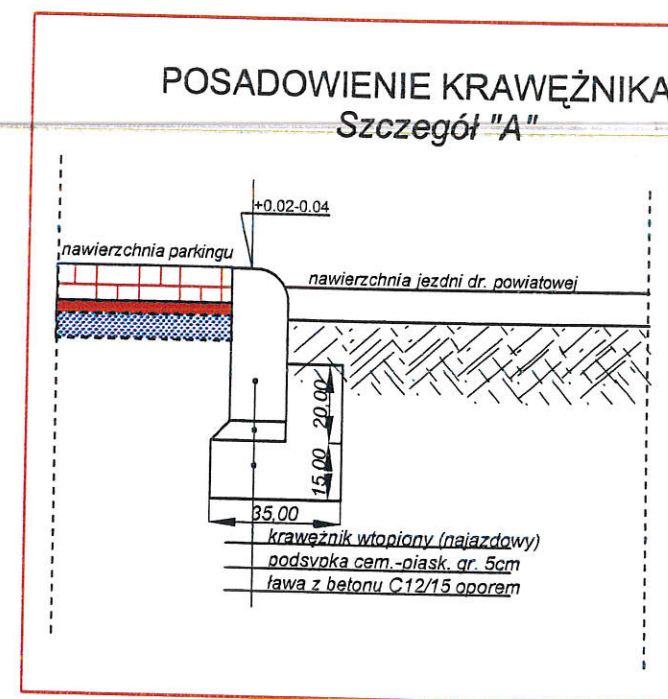 POSADOWIENIE KRAWĘŻNIKA
Szczegół "A"
+0.02-0.04
nawierzchnia parkingu
nawierzchnia jezdni dr. powiatowej
20,00
15,00
35,00
krawężnik wtopiony (najazdowy)
podsypka cem.-piask. gr. 5cm
ława z betonu C12/15 oporem